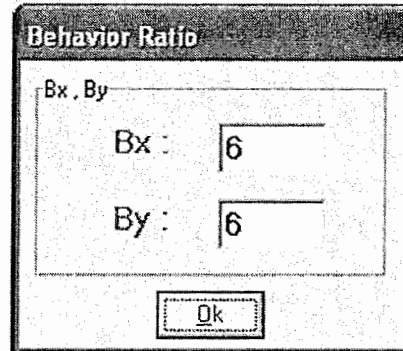 Behavior Ratio
Bx , By
Bx : 6
By : 6
Ok